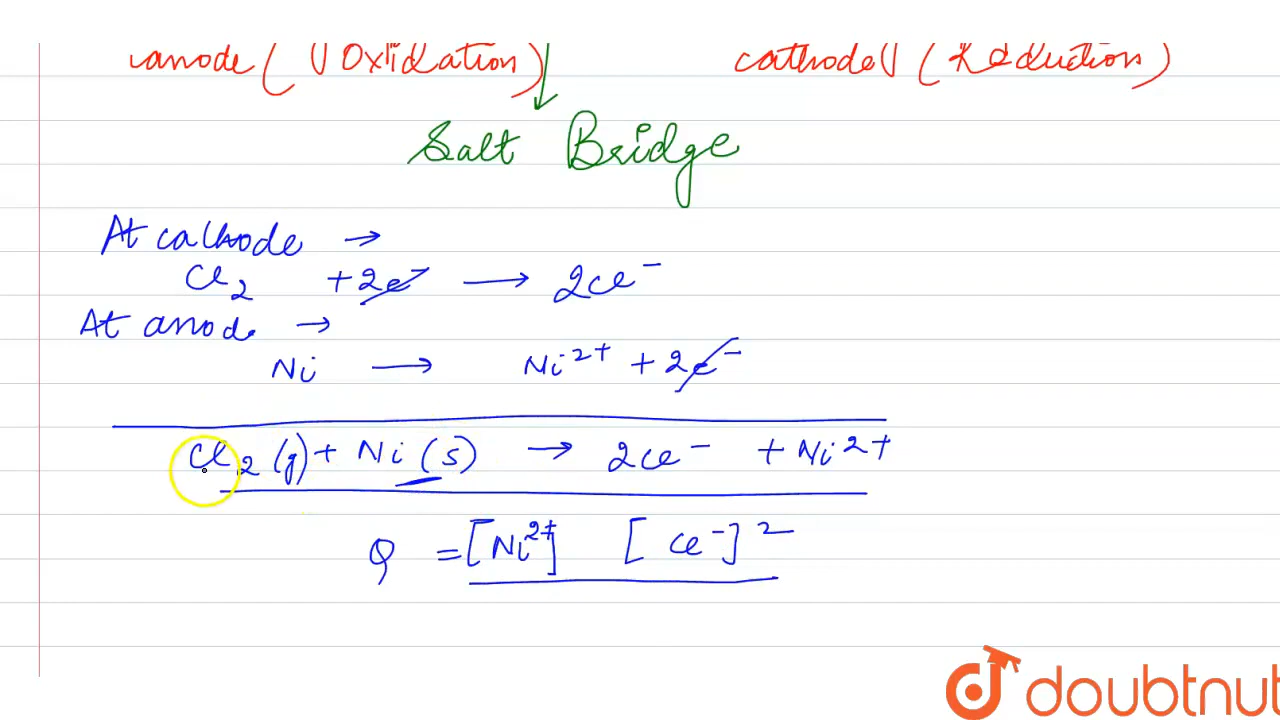 anode (Oxidation) cathode (Reduction)
↓
Salt Bridge
At cathode →
Cl₂ + 2e⁻ → 2Cl⁻
At anode →
Ni → Ni²⁺ + 2e⁻
Cl₂ (g) + Ni (s) → 2Cl⁻ + Ni²⁺
Q = [Ni²⁺] [Cl⁻]²
doubtnut